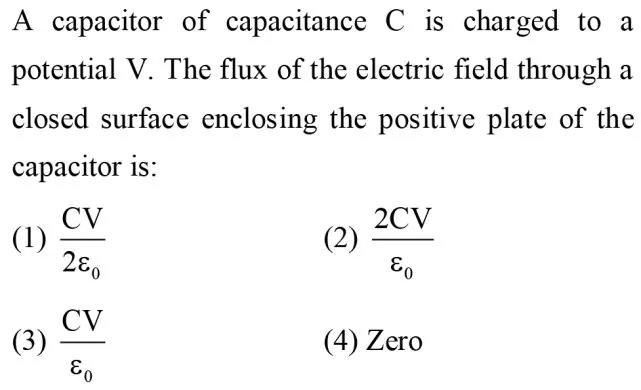 A capacitor of capacitance C is charged to a
potential V. The flux of the electric field through a
closed surface enclosing the positive plate of the
capacitor is:
(1) CV/2ε₀ (2) 2CV/ε₀
(3) CV/ε₀ (4) Zero